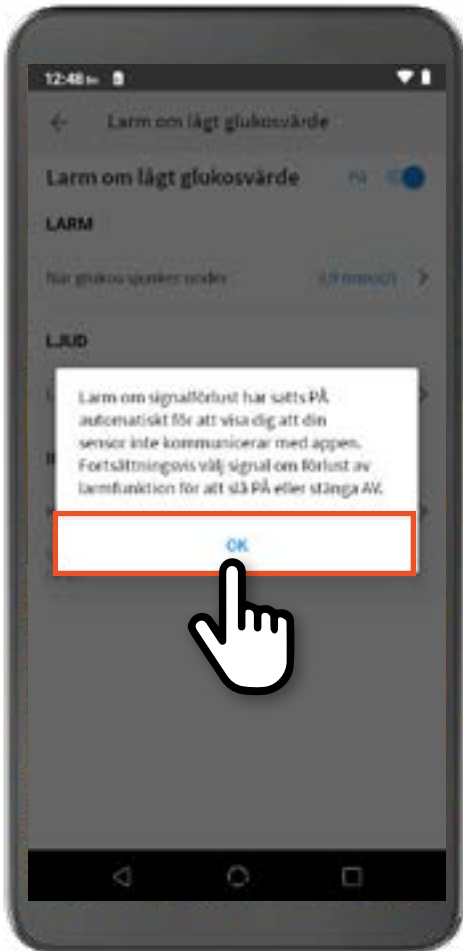 12:48
Larm om lågt glukosvärde
Larm om lågt glukosvärde PÅ
LARM
När glukos sjunker under 3,9 mmol/L
LJUD
Larm om signalförlust har satts PÅ
automatiskt för att visa dig att din
sensor inte kommunicerar med appen.
Fortsättningsvis välj signal om förlust av
larmfunktion för att slå PÅ eller stänga AV.
OK